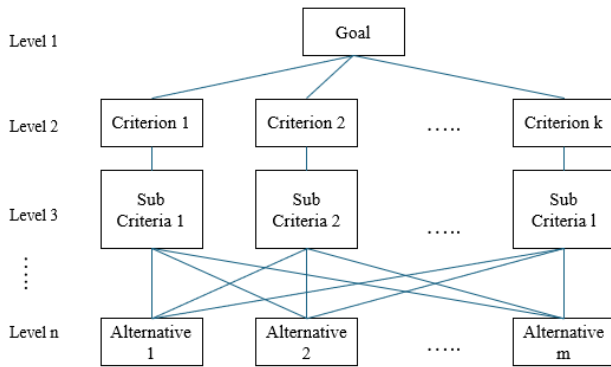 Level 1
Goal
Level 2
Criterion 1
Criterion 2
.....
Criterion k
Level 3
Sub
Criteria 1
Sub
Criteria 2
.....
Sub
Criteria l
.....
Level n
Alternative
1
Alternative
2
.....
Alternative
m